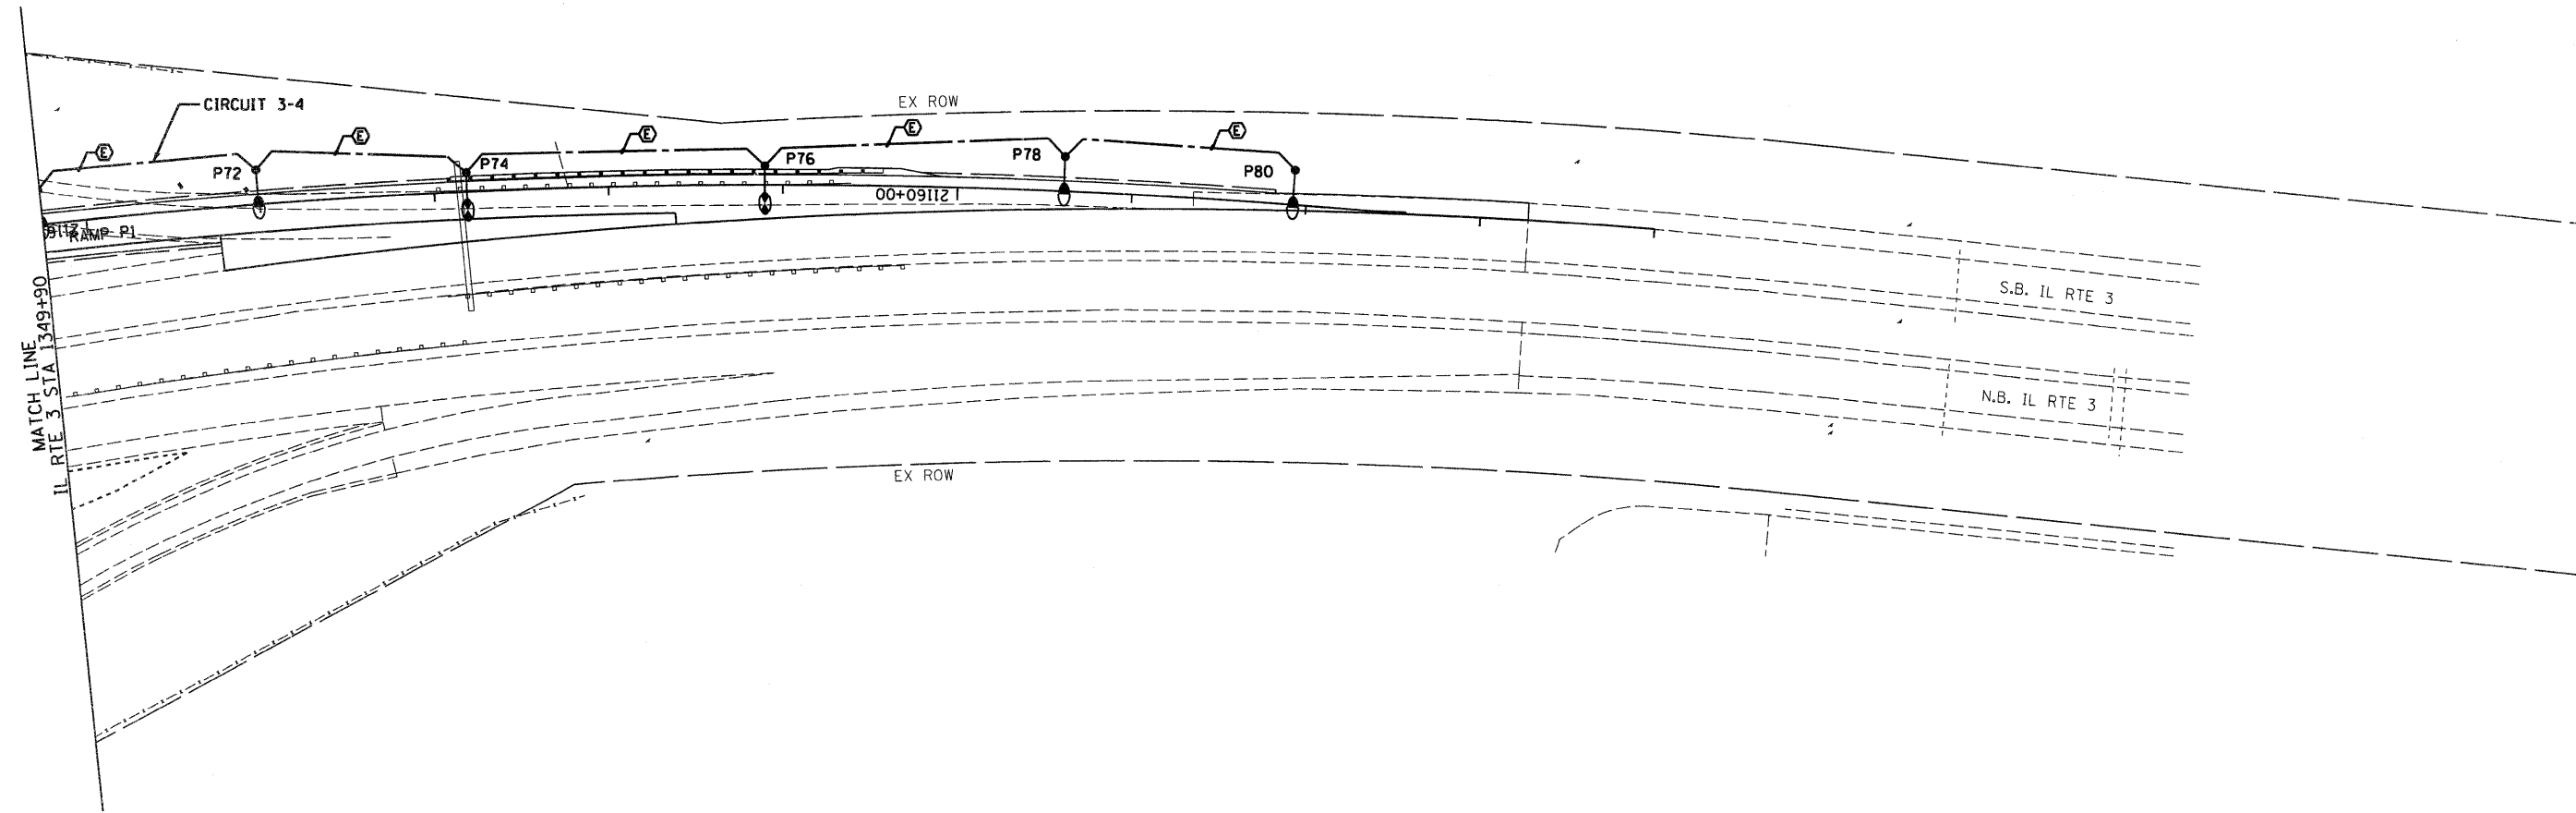 CIRCUIT 3-4
EX ROW
E
E
E
E
E
P72
P74
P76
P78
P80
21160+00
RAMP P1
MATCH LINE
IL RTE 3 STA 1349+90
S.B. IL RTE 3
N.B. IL RTE 3
EX ROW